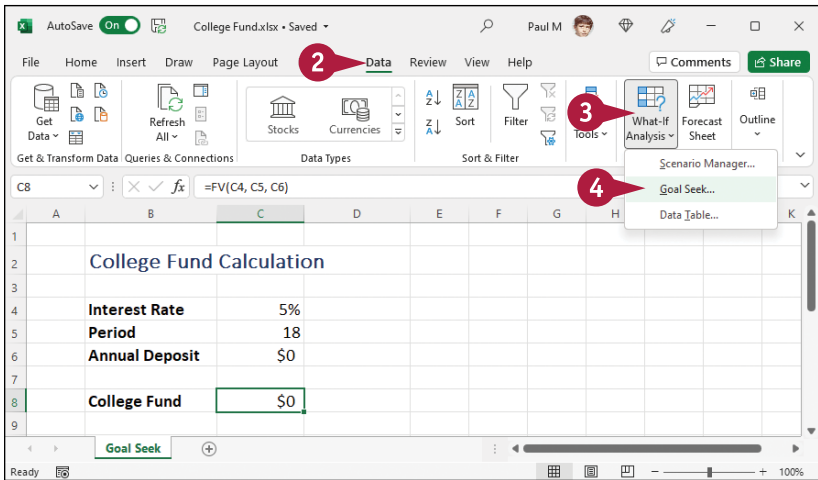 AutoSave On College Fund.xlsx • Saved Paul M
File Home Insert Draw Page Layout 2 Data Review View Help Comments Share
Get Data
Refresh All
Stocks
Currencies
Sort
Filter
3
Tools
What-If Analysis
Forecast Sheet
Outline
Get & Transform Data Queries & Connections Data Types Sort & Filter
Scenario Manager...
4 Goal Seek...
Data Table...
C8 fx =FV(C4, C5, C6)
A B C D E F G H K
1
2 College Fund Calculation
3
4 Interest Rate 5%
5 Period 18
6 Annual Deposit $0
7
8 College Fund $0
9
Goal Seek
Ready 100%